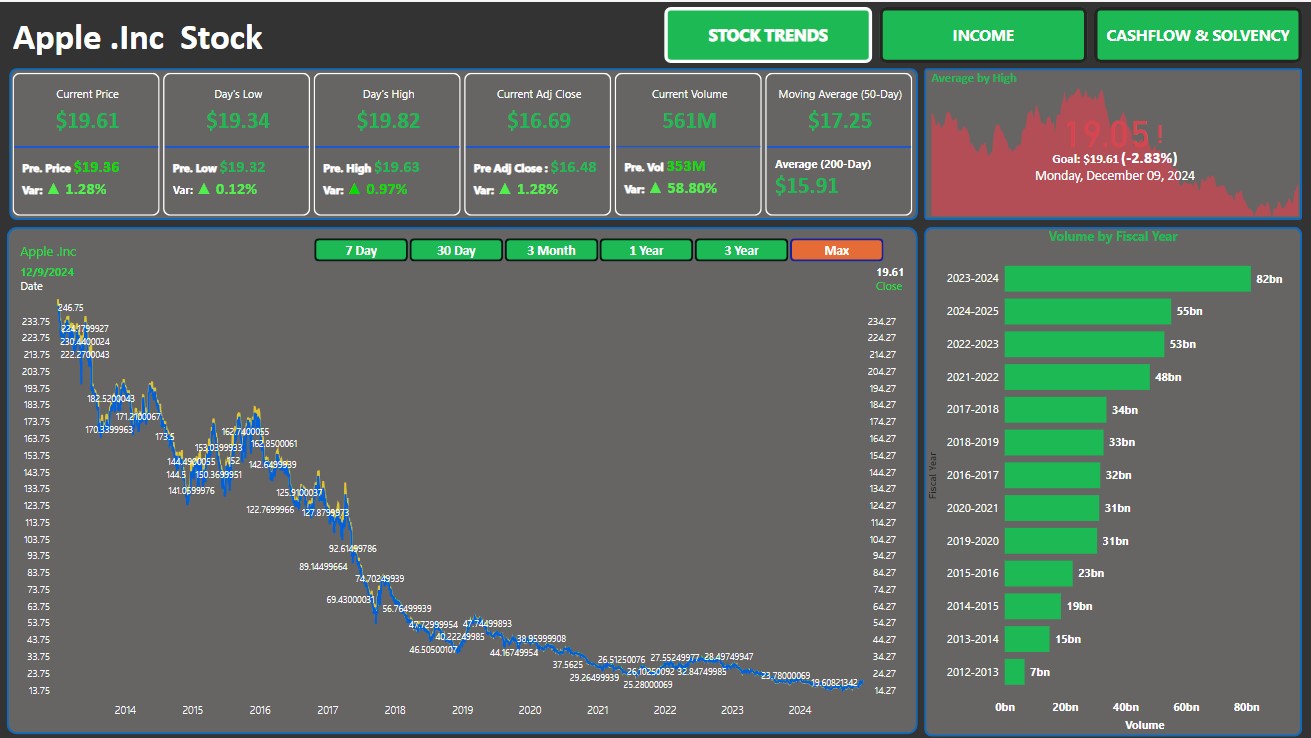 Apple .Inc Stock
STOCK TRENDS
INCOME
CASHFLOW & SOLVENCY
Current Price
$19.61
Pre. Price $19.36
Var: ▲ 1.28%
Day's Low
$19.34
Pre. Low $19.32
Var: ▲ 0.12%
Day's High
$19.82
Pre. High $19.63
Var: ▲ 0.97%
Current Adj Close
$16.69
Pre Adj Close : $16.48
Var: ▲ 1.28%
Current Volume
561M
Pre. Vol 353M
Var: ▲ 58.80%
Moving Average (50-Day)
$17.25
Average (200-Day)
$15.91
Average by High
19.05!
Goal: $19.61 (-2.83%)
Monday, December 09, 2024
Apple .Inc
12/9/2024
Date
7 Day
30 Day
3 Month
1 Year
3 Year
Max
19.61
Close
233.75
223.75
213.75
203.75
193.75
183.75
173.75
163.75
153.75
143.75
133.75
123.75
113.75
103.75
93.75
83.75
73.75
63.75
53.75
43.75
33.75
23.75
13.75
246.75
224.1799927
230.4400024
222.2700043
182.5200043
170.3399963
171.2100067
173.5
144.4900055
144.5
141.0599976
153.0399933
152
150.3699951
162.7400055
162.8500061
142.6499939
125.9100037
122.7699966
127.8799973
92.61499786
89.14499664
74.70249939
69.43000031
56.76499939
47.72999954
46.50500107
40.22249985
47.74499893
44.16749954
38.95999908
37.5625
29.26499939
26.51250076
26.10250092
25.28000069
27.55249977
32.84749985
28.49749947
23.78000069
19.60821342
234.27
224.27
214.27
204.27
194.27
184.27
174.27
164.27
154.27
144.27
134.27
124.27
114.27
104.27
94.27
84.27
74.27
64.27
54.27
44.27
34.27
24.27
14.27
2014
2015
2016
2017
2018
2019
2020
2021
2022
2023
2024
Volume by Fiscal Year
Fiscal Year
2023-2024 82bn
2024-2025 55bn
2022-2023 53bn
2021-2022 48bn
2017-2018 34bn
2018-2019 33bn
2016-2017 32bn
2020-2021 31bn
2019-2020 31bn
2015-2016 23bn
2014-2015 19bn
2013-2014 15bn
2012-2013 7bn
0bn 20bn 40bn 60bn 80bn
Volume